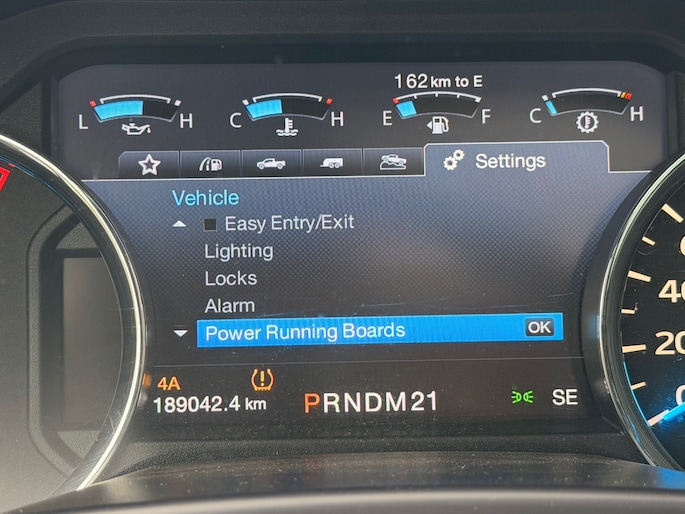 162 km to E
L H C H E F C H
Settings
Vehicle
Easy Entry/Exit
Lighting
Locks
Alarm
Power Running Boards OK
4A
189042.4 km PRNDM21 SE
40
20
0